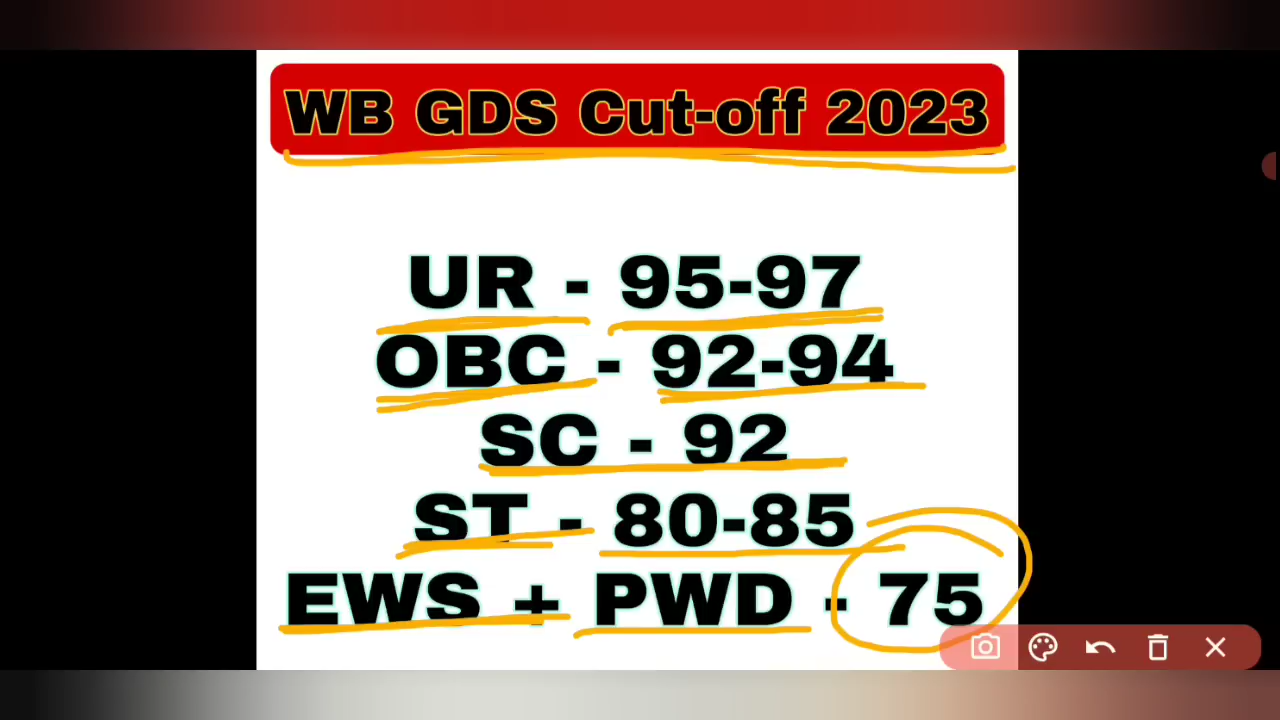 WB GDS Cut-off 2023
UR - 95-97
OBC - 92-94
SC - 92
ST - 80-85
EWS + PWD - 75